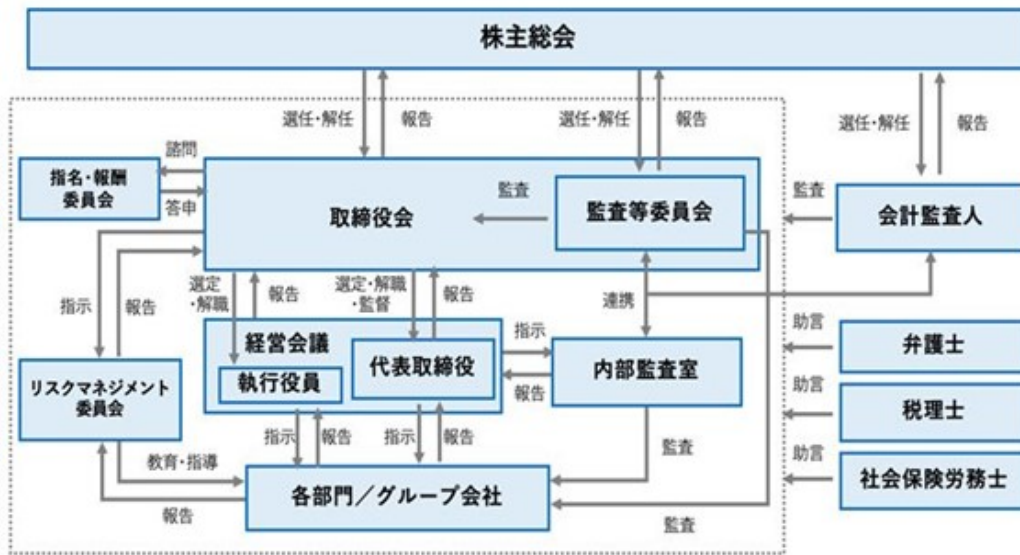 株主総会
選任・解任
報告
選任・解任
報告
選任・解任
報告
諮問
指名・報酬
委員会
答申
取締役会
監査
監査等委員会
監査
会計監査人
指示
報告
選定
・解職
報告
選定・解職
・監督
報告
連携
助言
弁護士
経営会議
執行役員
代表取締役
指示
報告
内部監査室
リスクマネジメント
委員会
助言
税理士
指示
報告
指示
報告
監査
教育・指導
報告
各部門／グループ会社
監査
助言
社会保険労務士